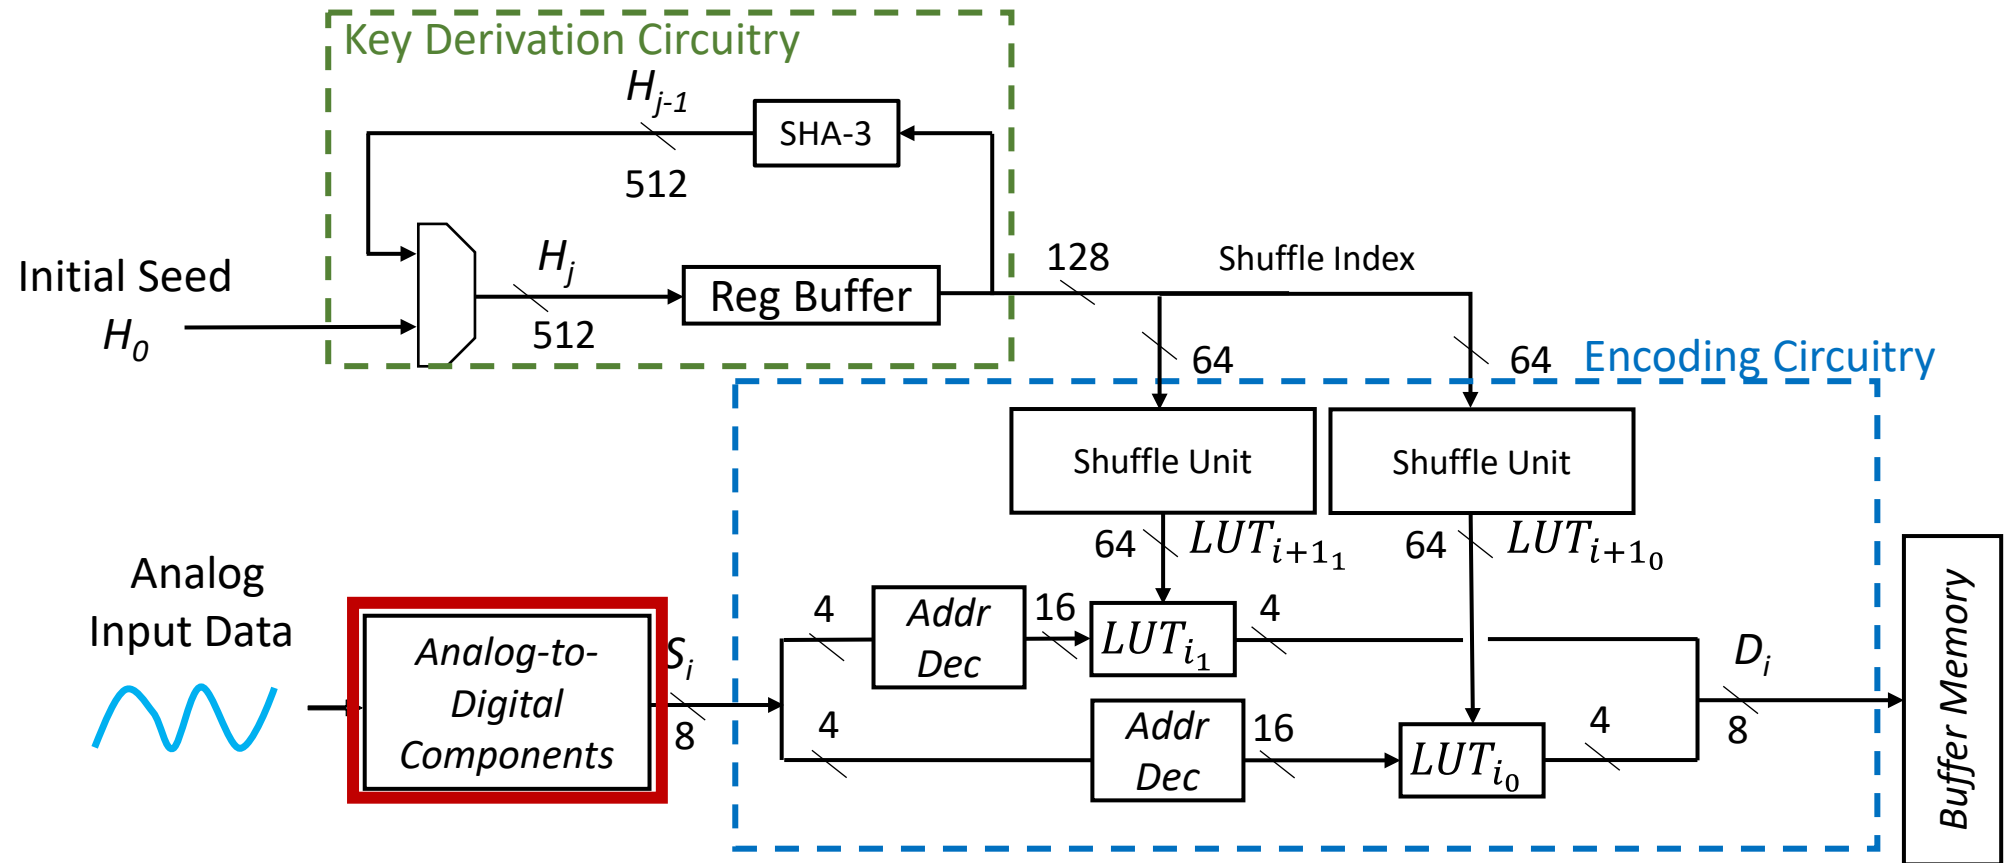 Key Derivation Circuitry
H_{j-1}
SHA-3
512
Initial Seed
H_0
H_j
512
Reg Buffer
128
Shuffle Index
64
64
Encoding Circuitry
Shuffle Unit
Shuffle Unit
64
LUT_{i+1_1}
64
LUT_{i+1_0}
Analog
Input Data
Analog-to-
Digital
Components
S_i
8
4
Addr
Dec
16
LUT_{i_1}
4
4
Addr
Dec
16
LUT_{i_0}
4
D_i
8
Buffer Memory